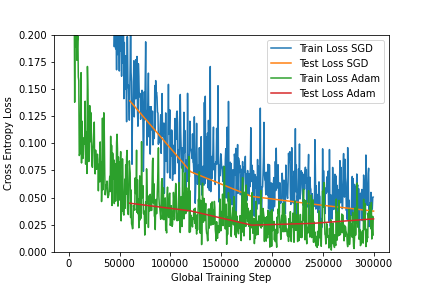 0.200
0.175
0.150
0.125
0.100
0.075
0.050
0.025
0.000
Cross Entropy Loss
Train Loss SGD
Test Loss SGD
Train Loss Adam
Test Loss Adam
0 50000 100000 150000 200000 250000 300000
Global Training Step